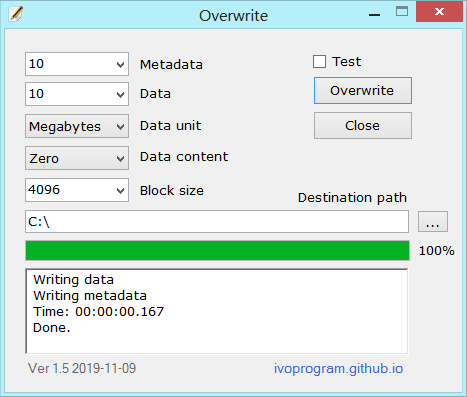 Overwrite
10 Metadata
Test
10 Data
Overwrite
Megabytes Data unit
Close
Zero Data content
4096 Block size
Destination path
C:\
...
100%
Writing data
Writing metadata
Time: 00:00:00.167
Done.
Ver 1.5 2019-11-09
ivoprogram.github.io